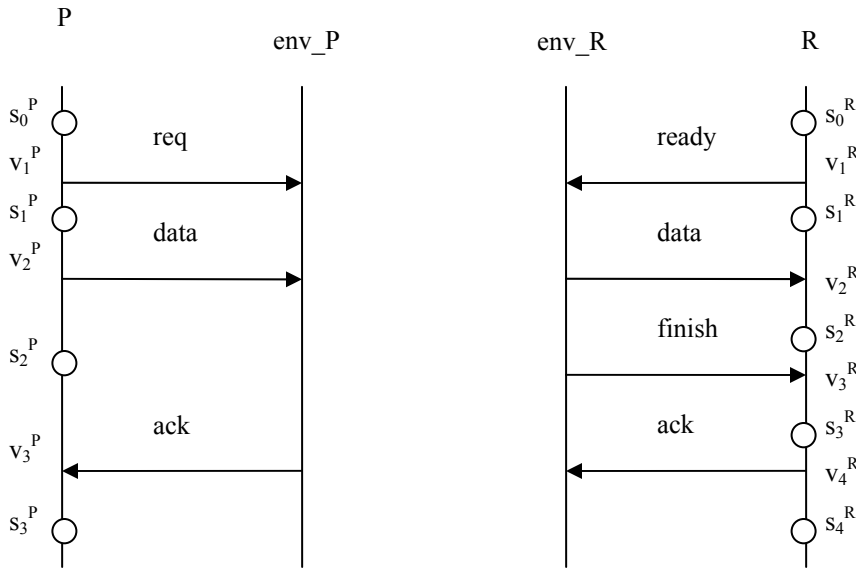 P
env_P
env_R
R
s₀ᴾ
s₀ᴿ
req
ready
v₁ᴾ
v₁ᴿ
s₁ᴾ
s₁ᴿ
data
data
v₂ᴾ
v₂ᴿ
finish
s₂ᴾ
s₂ᴿ
v₃ᴿ
ack
ack
v₃ᴾ
s₃ᴿ
v₄ᴿ
s₃ᴾ
s₄ᴿ